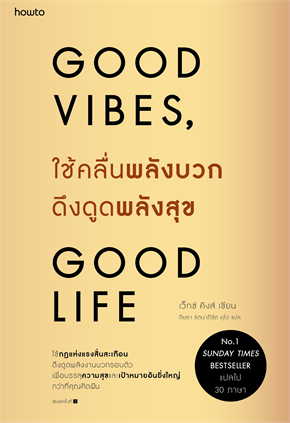 howto
GOOD
VIBES,
ใช้คลื่นพลังบวก
ดึงดูดพลังสุข
GOOD
LIFE
เว็กซ์ คิงส์ เขียน
แปล
ใช้กฎแห่งแรงสั่นสะเทือน
ดึงดูดพลังงานบวกรอบตัว
เพื่อบรรลุความสุขและเป้าหมายอันยิ่งใหญ่
กว่าที่คุณคิดฝัน
No.1
SUNDAY TIMES
BESTSELLER
แปลไป
30 ภาษา